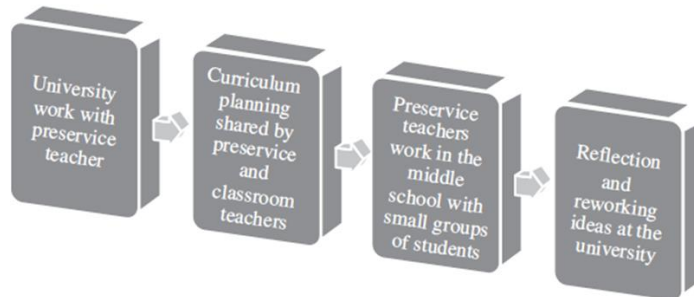 University
work with
preservice
teacher
Curriculum
planning
shared by
preservice
and
classroom
teachers
Preservice
teachers
work in the
middle
school with
small groups
of students
Reflection
and
reworking
ideas at the
university